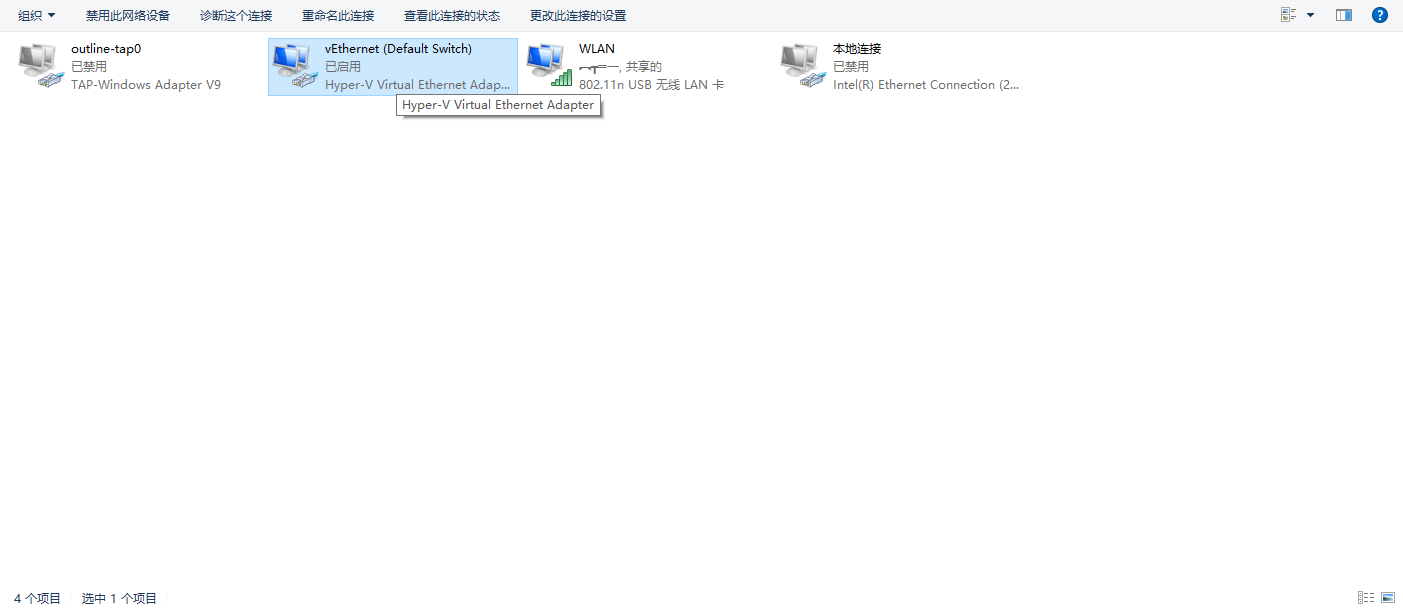 组织 禁用此网络设备 诊断这个连接 重命名此连接 查看此连接的状态 更改此连接的设置
outline-tap0
已禁用
TAP-Windows Adapter V9
vEthernet (Default Switch)
已启用
Hyper-V Virtual Ethernet Adap...
Hyper-V Virtual Ethernet Adapter
WLAN
, 共享的
802.11n USB 无线 LAN 卡
本地连接
已禁用
Intel(R) Ethernet Connection (2...
4 个项目 选中 1 个项目